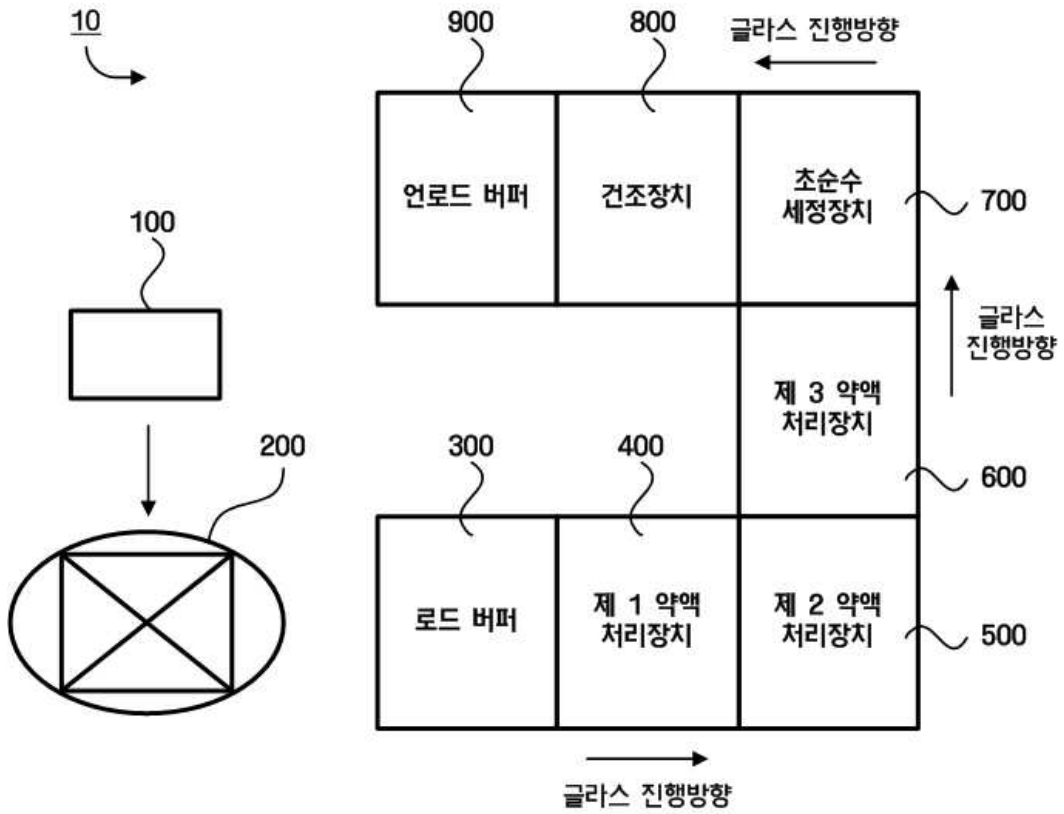 10
900
800
글라스 진행방향
언로드 버퍼
건조장치
초순수
세정장치
700
100
글라스
진행방향
제 3 약액
처리장치
600
200
300
400
로드 버퍼
제 1 약액
처리장치
제 2 약액
처리장치
500
글라스 진행방향